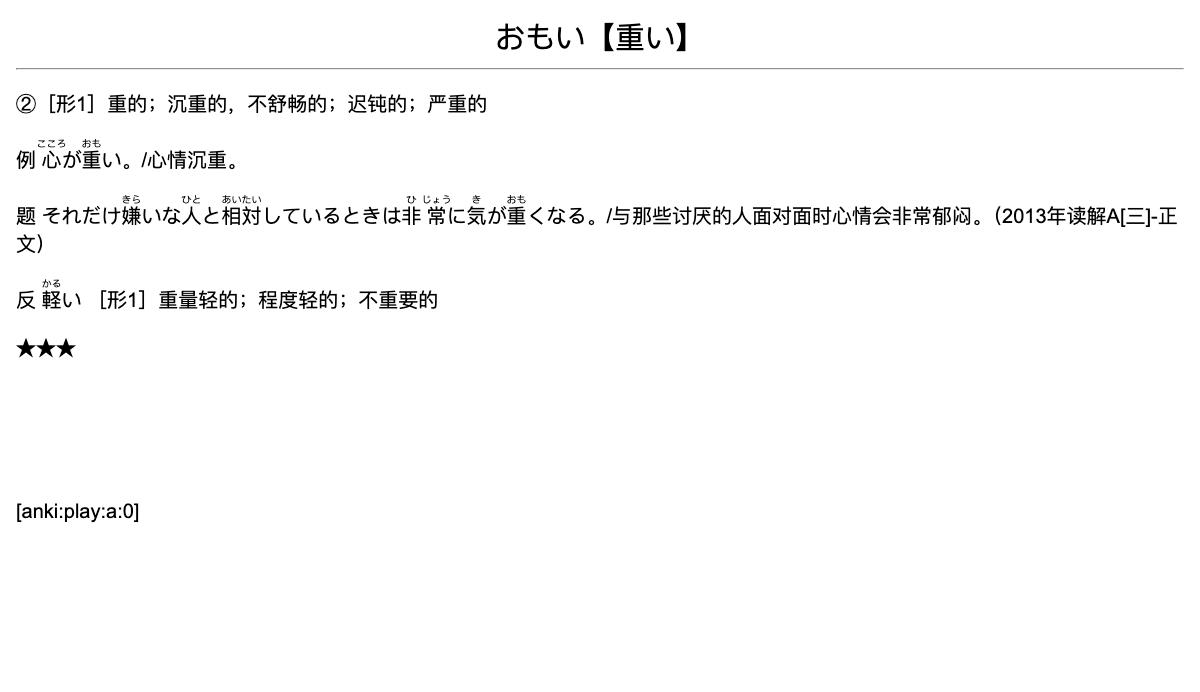 おもい【重い】
②［形1］重的；沉重的，不舒畅的；迟钝的；严重的
こころ おも
例 心が重い。/心情沉重。
きら ひと あいたい ひ じょう き おも
题 それだけ嫌いな人と相対しているときは非常に気が重くなる。/与那些讨厌的人面对面时心情会非常郁闷。（2013年读解A[三]-正
文）
かる
反 軽い ［形1］重量轻的；程度轻的；不重要的
★★★
[anki:play:a:0]